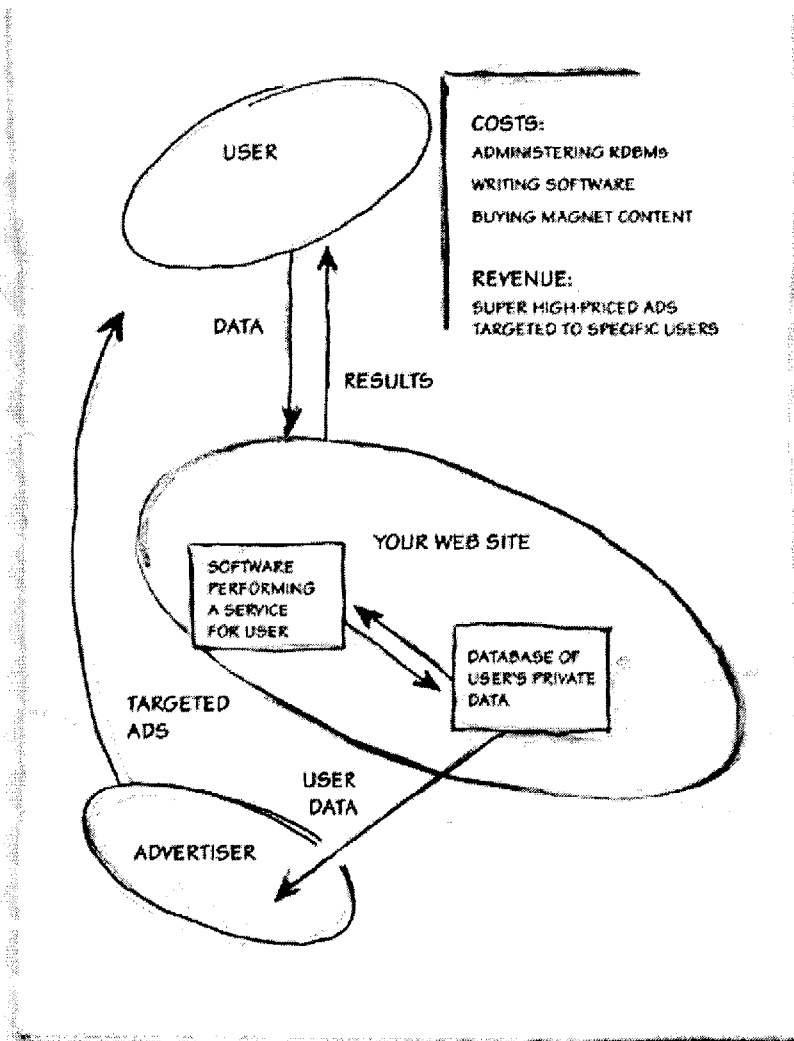 USER
COSTS:
ADMINISTERING RDBMS
WRITING SOFTWARE
BUYING MAGNET CONTENT
REVENUE:
SUPER HIGH-PRICED ADS
TARGETED TO SPECIFIC USERS
DATA
RESULTS
YOUR WEB SITE
SOFTWARE
PERFORMING
A SERVICE
FOR USER
DATABASE OF
USER'S PRIVATE
DATA
TARGETED
ADS
USER
DATA
ADVERTISER